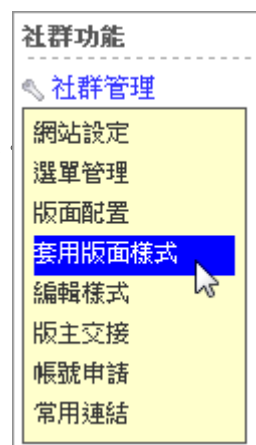 社群功能
社群管理
網站設定
選單管理
版面配置
套用版面樣式
編輯樣式
版主交接
帳號申請
常用連結